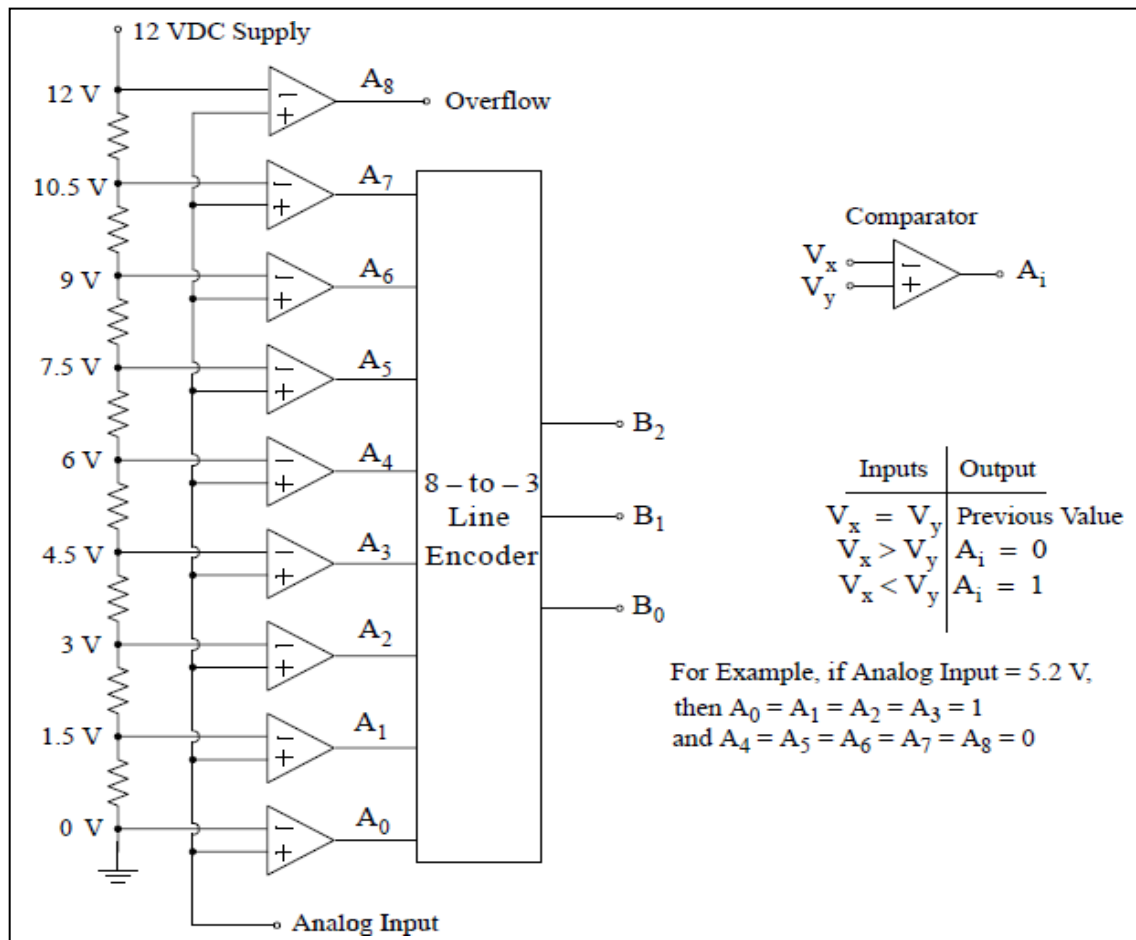 12 VDC Supply
12 V
A8
Overflow
10.5 V
A7
9 V
A6
7.5 V
A5
6 V
A4
4.5 V
A3
3 V
A2
1.5 V
A1
0 V
A0
Analog Input
8 – to – 3
Line
Encoder
B2
B1
B0
Comparator
Vx
Vy
Ai
Inputs Output
Vx = Vy Previous Value
Vx > Vy Ai = 0
Vx < Vy Ai = 1
For Example, if Analog Input = 5.2 V,
then A0 = A1 = A2 = A3 = 1
and A4 = A5 = A6 = A7 = A8 = 0